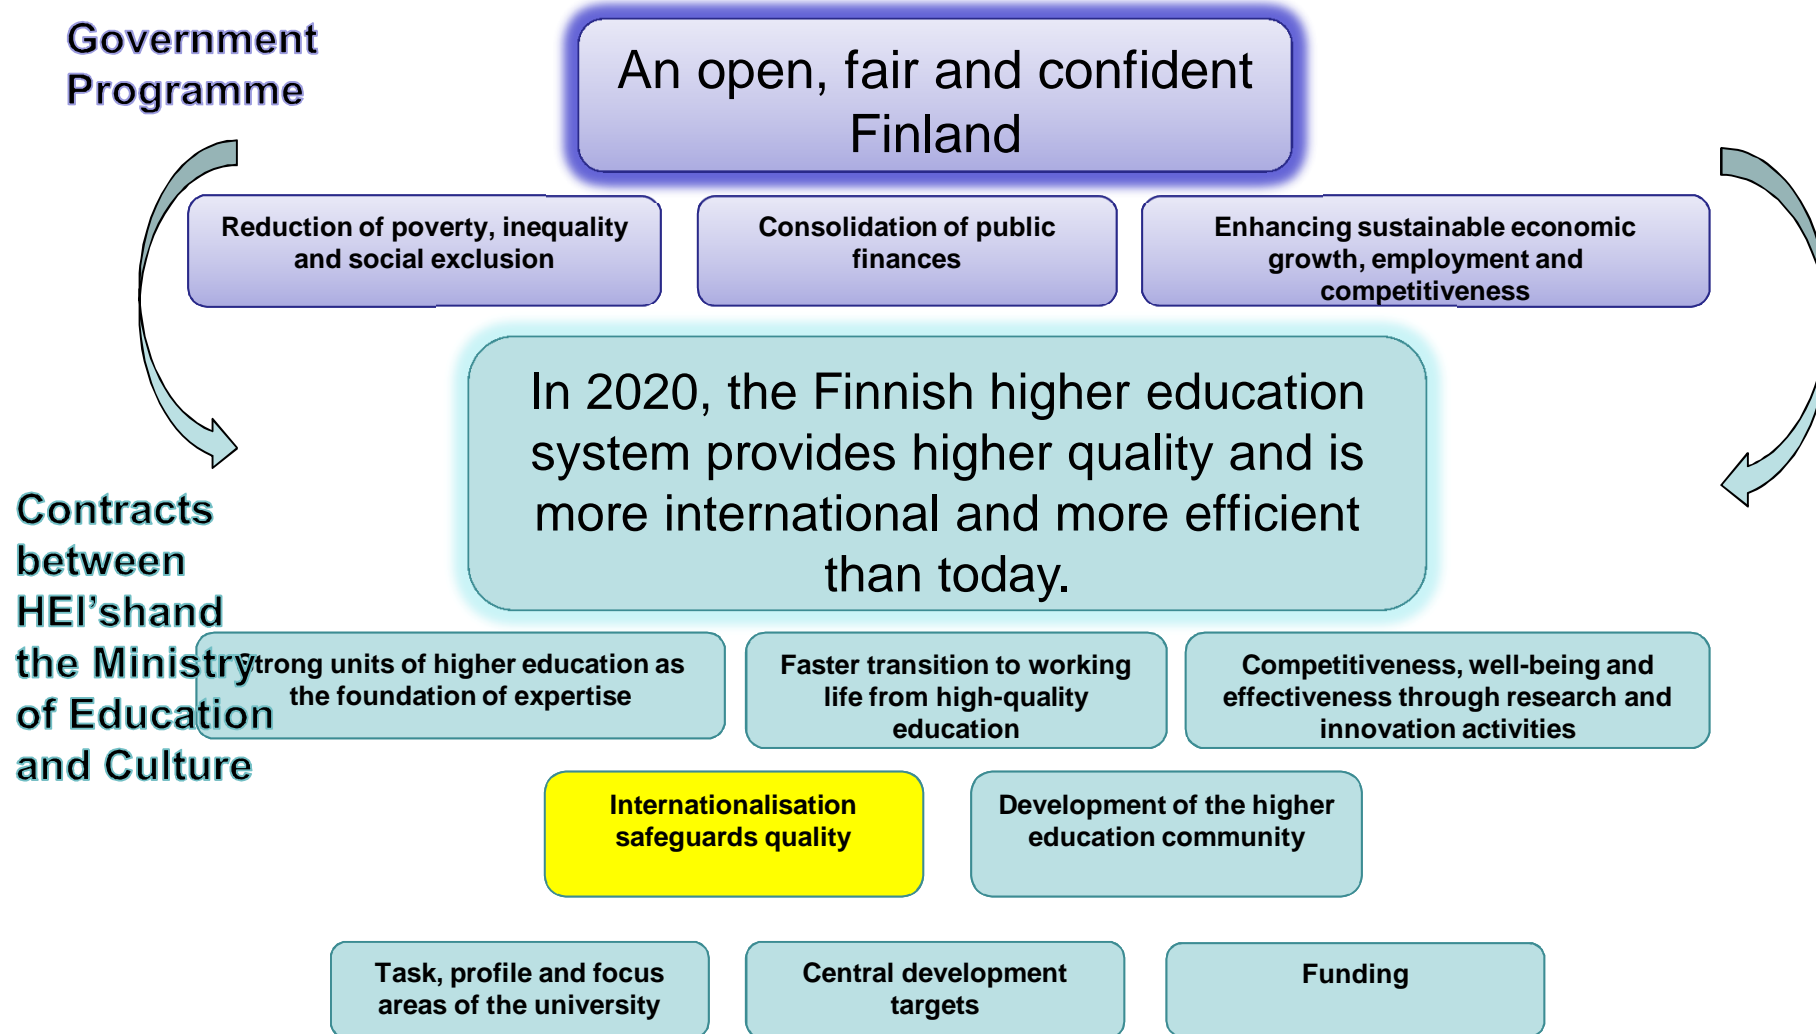 Government
Programme
An open, fair and confident
Finland
Reduction of poverty, inequality
and social exclusion
Consolidation of public
finances
Enhancing sustainable economic
growth, employment and
competitiveness
In 2020, the Finnish higher education
system provides higher quality and is
more international and more efficient
than today.
Contracts
between
HEI’shand
the Ministry
of Education
and Culture
Strong units of higher education as
the foundation of expertise
Faster transition to working
life from high-quality
education
Competitiveness, well-being and
effectiveness through research and
innovation activities
Internationalisation
safeguards quality
Development of the higher
education community
Task, profile and focus
areas of the university
Central development
targets
Funding